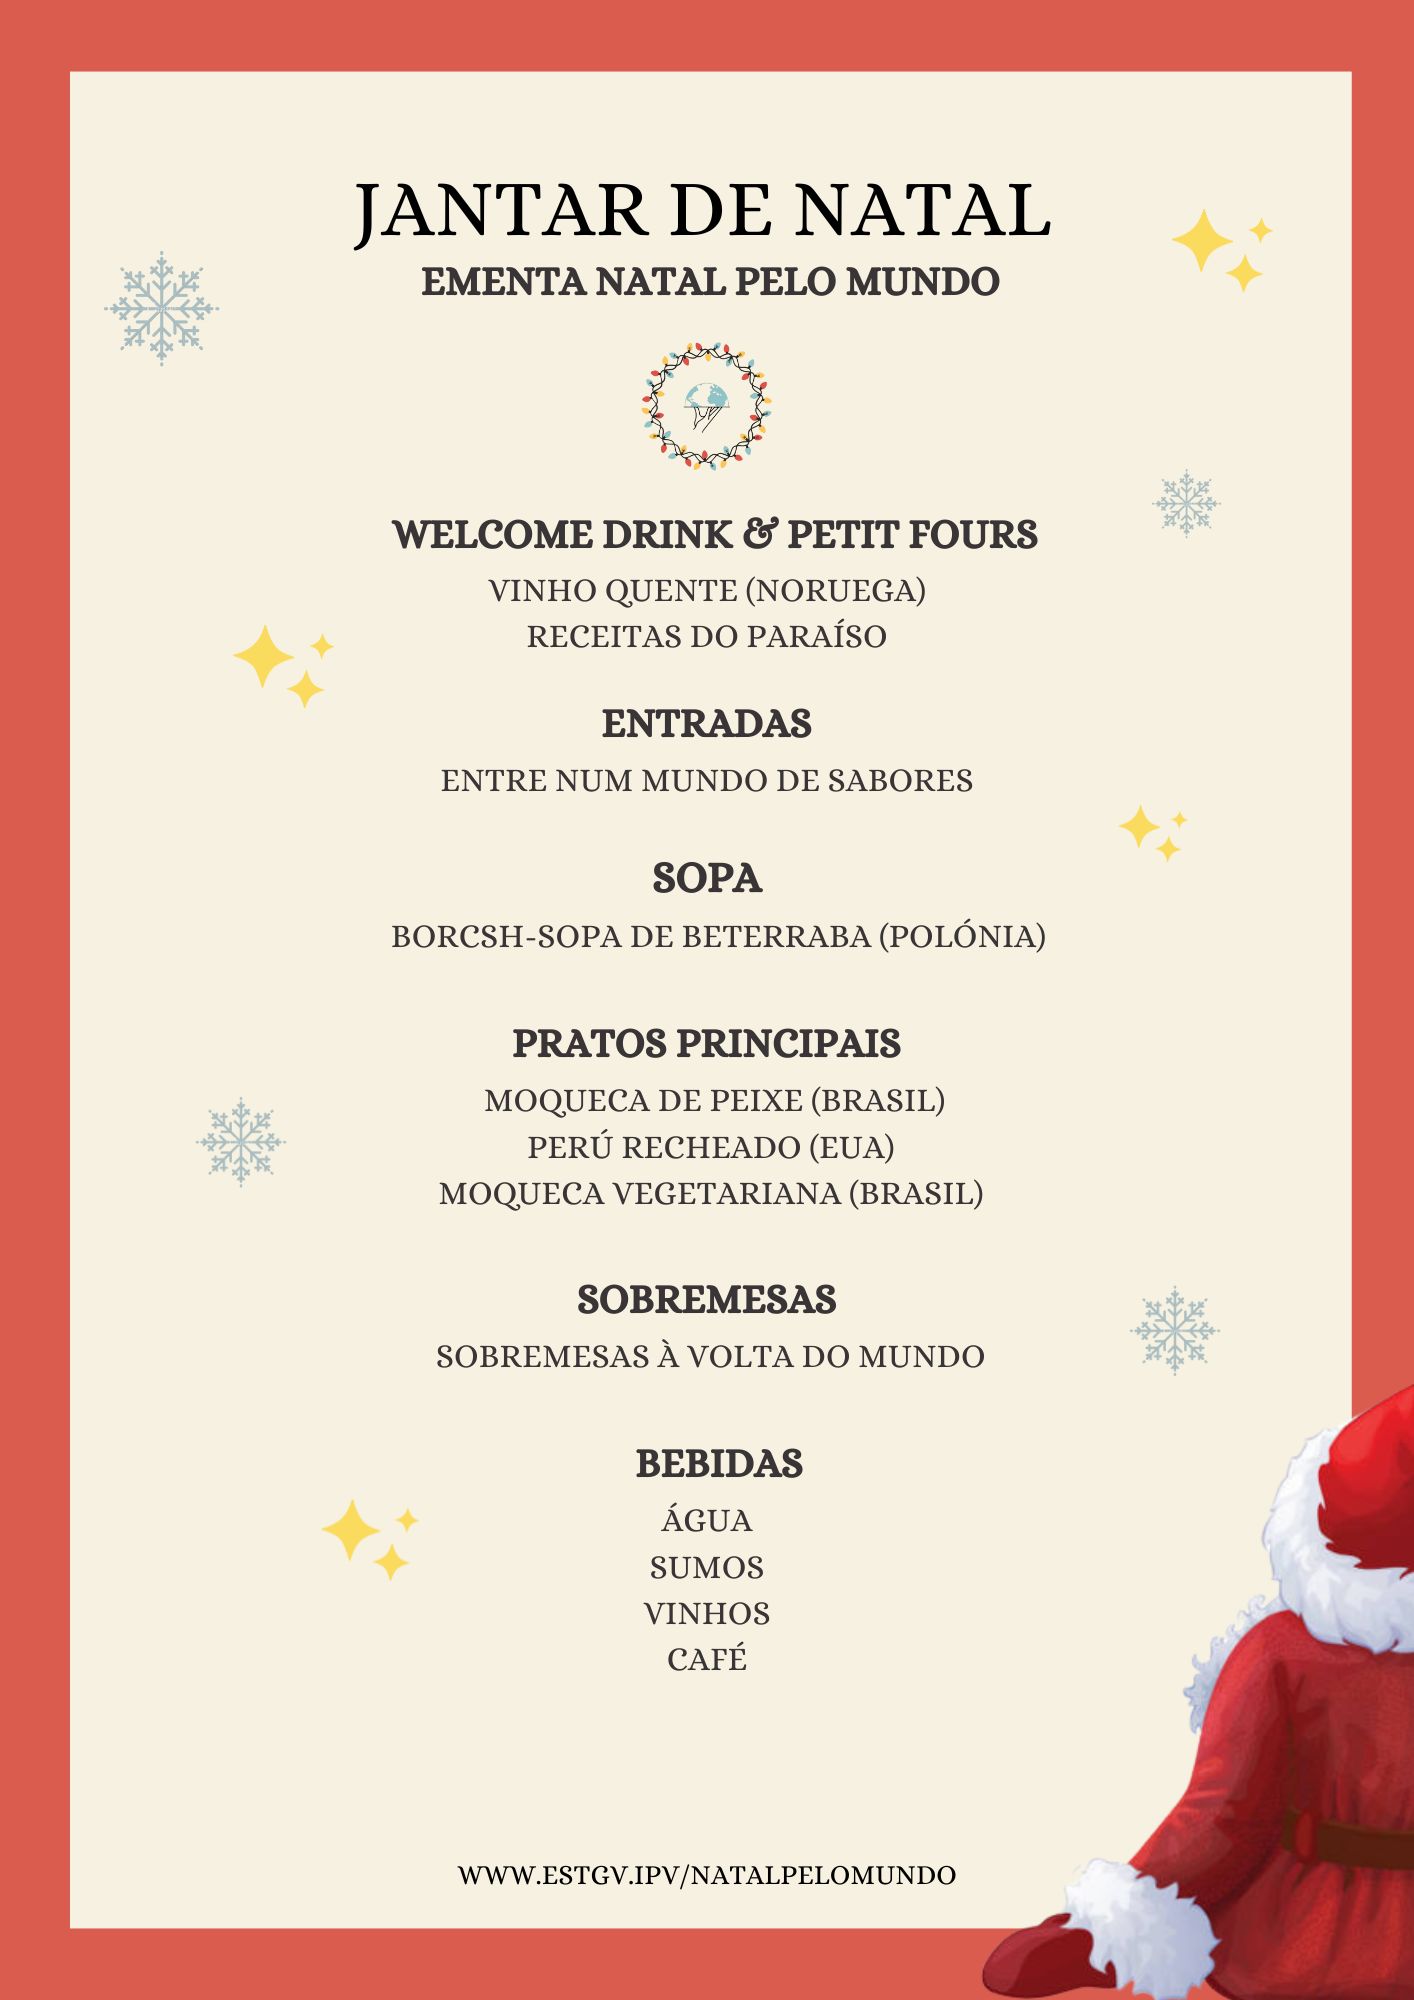 JANTAR DE NATAL
EMENTA NATAL PELO MUNDO
WELCOME DRINK & PETIT FOURS
VINHO QUENTE (NORUEGA)
RECEITAS DO PARAÍSO
ENTRADAS
ENTRE NUM MUNDO DE SABORES
SOPA
BORCSH-SOPA DE BETERRABA (POLÓNIA)
PRATOS PRINCIPAIS
MOQUECA DE PEIXE (BRASIL)
PERÚ RECHEADO (EUA)
MOQUECA VEGETARIANA (BRASIL)
SOBREMESAS
SOBREMESAS À VOLTA DO MUNDO
BEBIDAS
ÁGUA
SUMOS
VINHOS
CAFÉ
WWW.ESTGV.IPV/NATALPELOMUNDO